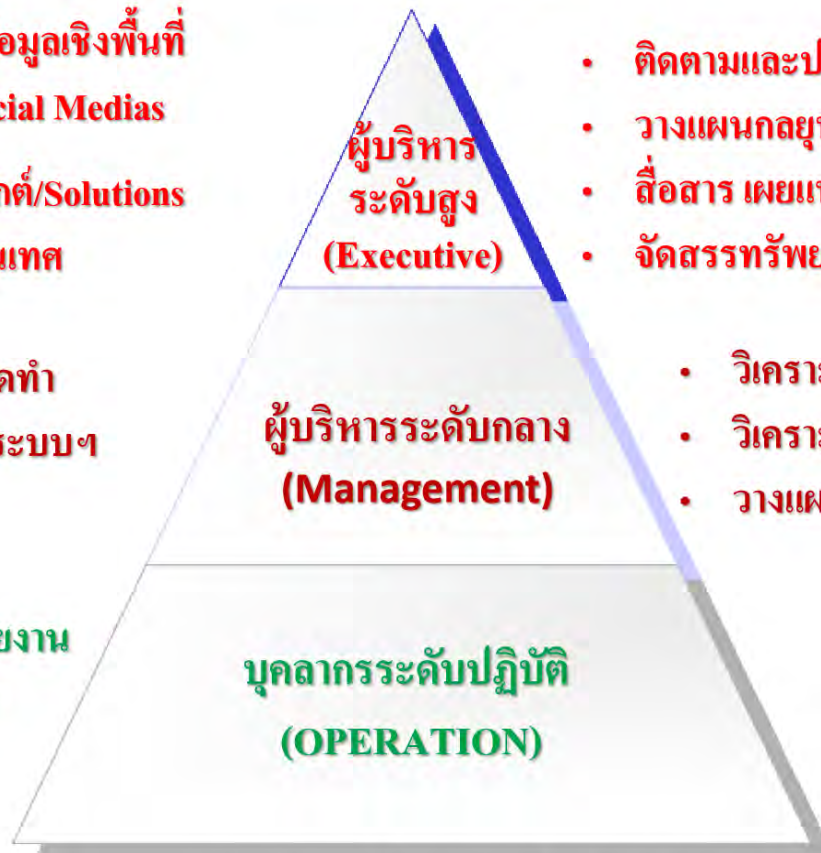 อมูลเชิงพื้นที่
cial Medias
กต์/Solutions
นเทศ
ดทำ
ระบบฯ
ยงาน
ผู้บริหาร
ระดับสูง
(Executive)
ผู้บริหารระดับกลาง
(Management)
บุคลากรระดับปฏิบัติ
(OPERATION)
• ติดตามและป
• วางแผนกลยุท
• สื่อสาร เผยแพ
• จัดสรรทรัพย
• วิเคราะ
• วิเคราะ
• วางแผ